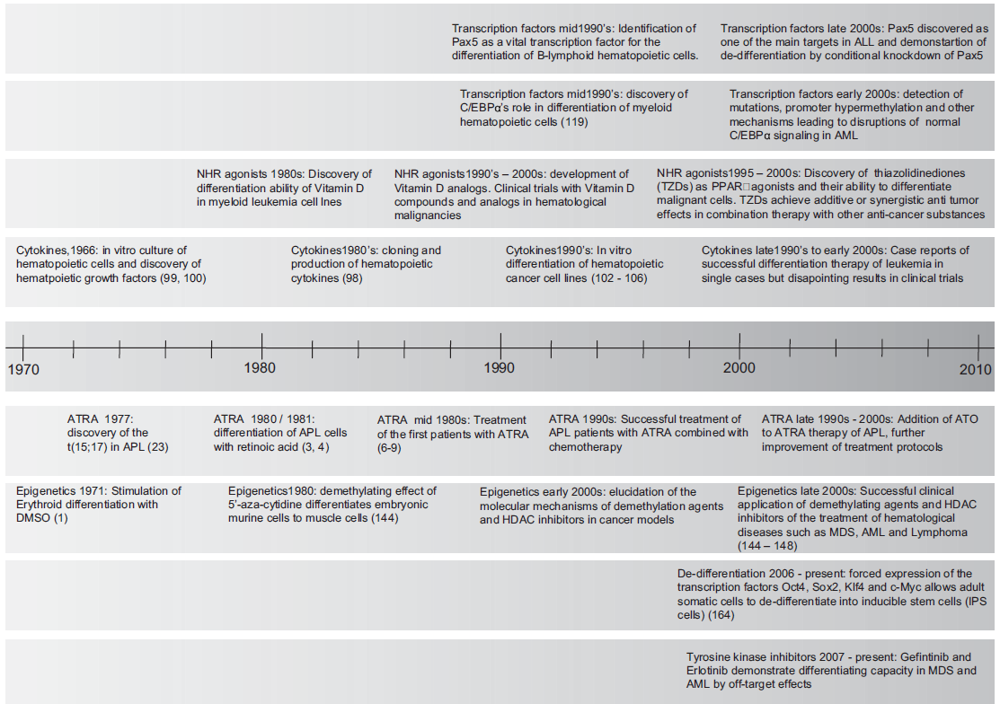 Transcription factors mid1990's: Identification of
Pax5 as a vital transcription factor for the
differentiation of B-lymphoid hematopoietic cells.
Transcription factors late 2000s: Pax5 discovered as
one of the main targets in ALL and demonstartion of
de-differentiation by conditional knockdown of Pax5
Transcription factors mid1990's: discovery of
C/EBPα's role in differentiation of myeloid
hematopoietic cells (119)
Transcription factors early 2000s: detection of
mutations, promoter hypermethylation and other
mechanisms leading to disruptions of normal
C/EBPα signaling in AML
NHR agonists 1980s: Discovery of
differentiation ability of Vitamin D
in myeloid leukemia cell lnes
NHR agonists1990's – 2000s: development of
Vitamin D analogs. Clinical trials with Vitamin D
compounds and analogs in hematological
malignancies
NHR agonists1995 – 2000s: Discovery of thiazolidinediones
(TZDs) as PPAR□agonists and their ability to differentiate
malignant cells. TZDs achieve additive or synergistic anti tumor
effects in combination therapy with other anti-cancer substances
Cytokines,1966: in vitro culture of
hematopoietic cells and discovery of
hematpoietic growth factors (99, 100)
Cytokines1980's: cloning and
production of hematopoietic
cytokines (98)
Cytokines1990's: In vitro
differentiation of hematopoietic
cancer cell lines (102 - 106)
Cytokines late1990's to early 2000s: Case reports of
successful differentiation therapy of leukemia in
single cases but disapointing results in clinical trials
1970 1980 1990 2000 2010
ATRA 1977:
discovery of the
t(15;17) in APL (23)
ATRA 1980 / 1981:
differentiation of APL cells
with retinoic acid (3, 4)
ATRA mid 1980s: Treatment
of the first patients with ATRA
(6-9)
ATRA 1990s: Successful treatment of
APL patients with ATRA combined with
chemotherapy
ATRA late 1990s - 2000s: Addition of ATO
to ATRA therapy of APL, further
improvement of treatment protocols
Epigenetics 1971: Stimulation of
Erythroid differentiation with
DMSO (1)
Epigenetics1980: demethylating effect of
5'-aza-cytidine differentiates embryonic
murine cells to muscle cells (144)
Epigenetics early 2000s: elucidation of the
molecular mechanisms of demethylation agents
and HDAC inhibitors in cancer models
Epigenetics late 2000s: Successful clinical
application of demethylating agents and HDAC
inhibitors of the treatment of hematological
diseases such as MDS, AML and Lymphoma
(144 – 148)
De-differentiation 2006 - present: forced expression of the
transcription factors Oct4, Sox2, Klf4 and c-Myc allows adult
somatic cells to de-differentiate into inducible stem cells (IPS
cells) (164)
Tyrosine kinase inhibitors 2007 - present: Gefintinib and
Erlotinib demonstrate differentiating capacity in MDS and
AML by off-target effects